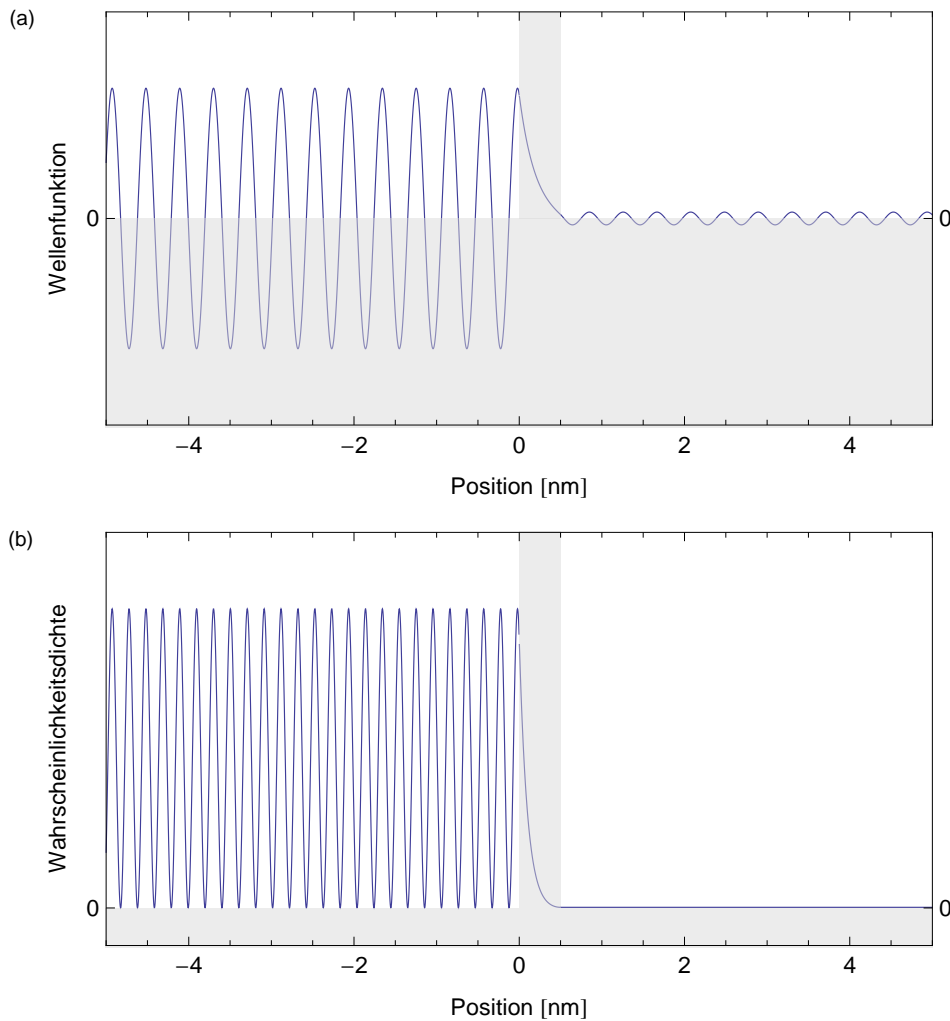 (a)
Wellenfunktion
0
0
−4 −2 0 2 4
Position [nm]
(b)
Wahrscheinlichkeitsdichte
0
0
−4 −2 0 2 4
Position [nm]